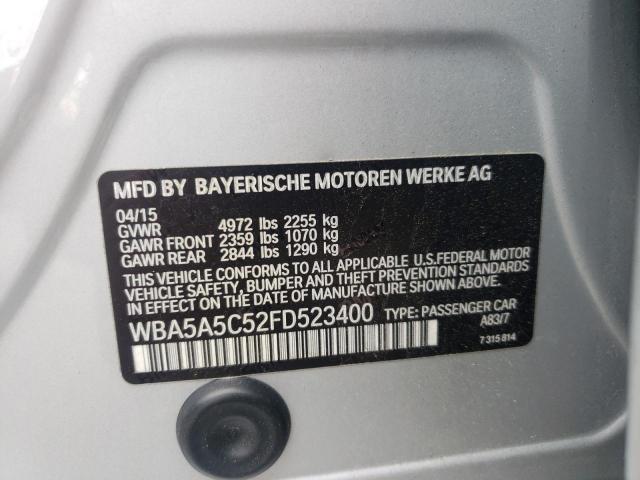 MFD BY BAYERISCHE MOTOREN WERKE AG
04/15
GVWR 4972 lbs 2255 kg
GAWR FRONT 2359 lbs 1070 kg
GAWR REAR 2844 lbs 1290 kg
THIS VEHICLE CONFORMS TO ALL APPLICABLE U.S.FEDERAL MOTOR
VEHICLE SAFETY, BUMPER AND THEFT PREVENTION STANDARDS
IN EFFECT ON THE DATE OF MANUFACTURE SHOWN ABOVE.
WBA5A5C52FD523400 TYPE: PASSENGER CAR
A83/7
7 315 814